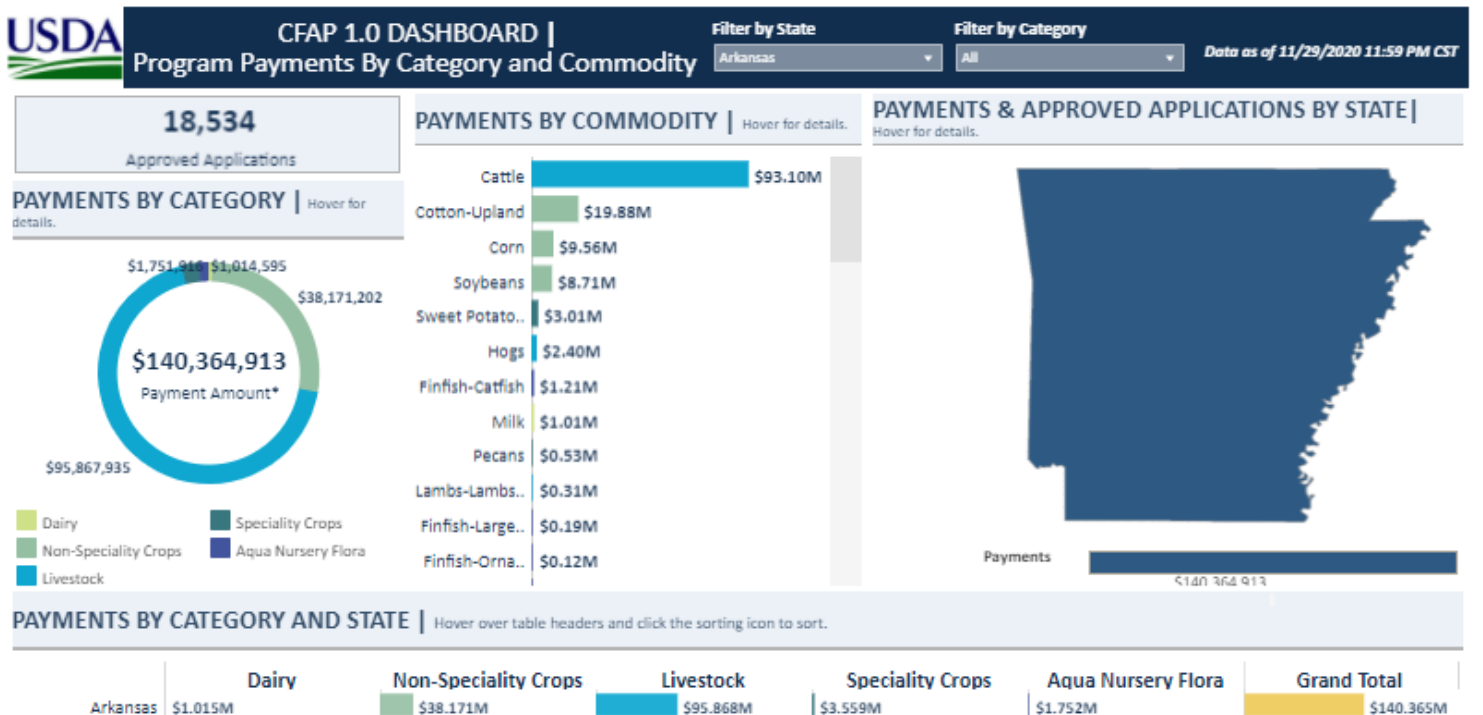 USDA
CFAP 1.0 DASHBOARD |
Program Payments By Category and Commodity
Filter by State
Arkansas
Filter by Category
All
Data as of 11/29/2020 11:59 PM CST
18,534
Approved Applications
PAYMENTS BY CATEGORY | Hover for
details.
$1,751,916 $1,014,595
$38,171,202
$140,364,913
Payment Amount*
$95,867,935
Dairy
Speciality Crops
Non-Speciality Crops
Aqua Nursery Flora
Livestock
PAYMENTS BY COMMODITY | Hover for details.
Cattle $93.10M
Cotton-Upland $19.88M
Corn $9.56M
Soybeans $8.71M
Sweet Potato.. $3.01M
Hogs $2.40M
Finfish-Catfish $1.21M
Milk $1.01M
Pecans $0.53M
Lambs-Lambs.. $0.31M
Finfish-Large.. $0.19M
Finfish-Orna.. $0.12M
PAYMENTS & APPROVED APPLICATIONS BY STATE|
Hover for details.
Payments
$140,364,913
PAYMENTS BY CATEGORY AND STATE | Hover over table headers and click the sorting icon to sort.
Dairy Non-Speciality Crops Livestock Speciality Crops Aqua Nursery Flora Grand Total
Arkansas $1.015M $38.171M $95.868M $3.559M $1.752M $140.365M